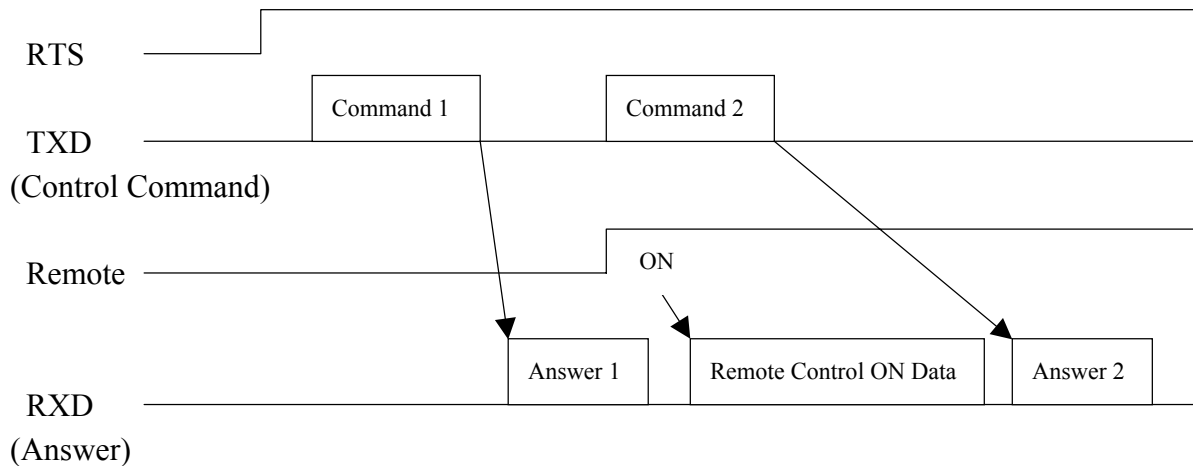 RTS
Command 1
Command 2
TXD
(Control Command)
Remote
ON
Answer 1
Remote Control ON Data
Answer 2
RXD
(Answer)